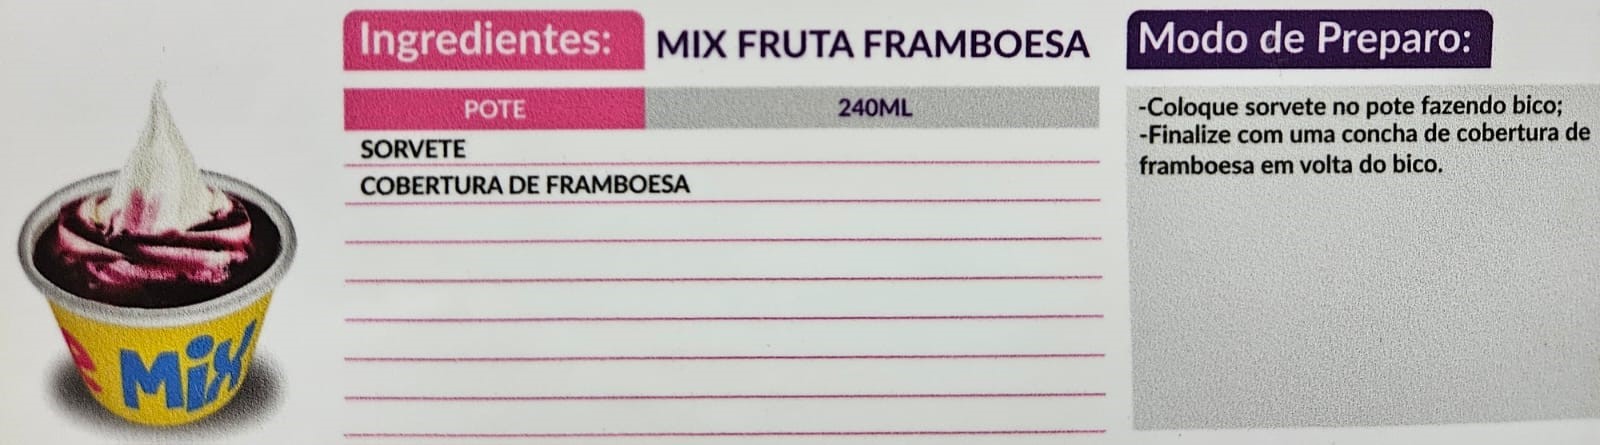 Ingredientes:
MIX FRUTA FRAMBOESA
POTE
240ML
SORVETE
COBERTURA DE FRAMBOESA
Modo de Preparo:
-Coloque sorvete no pote fazendo bico;
-Finalize com uma concha de cobertura de
framboesa em volta do bico.
Mix